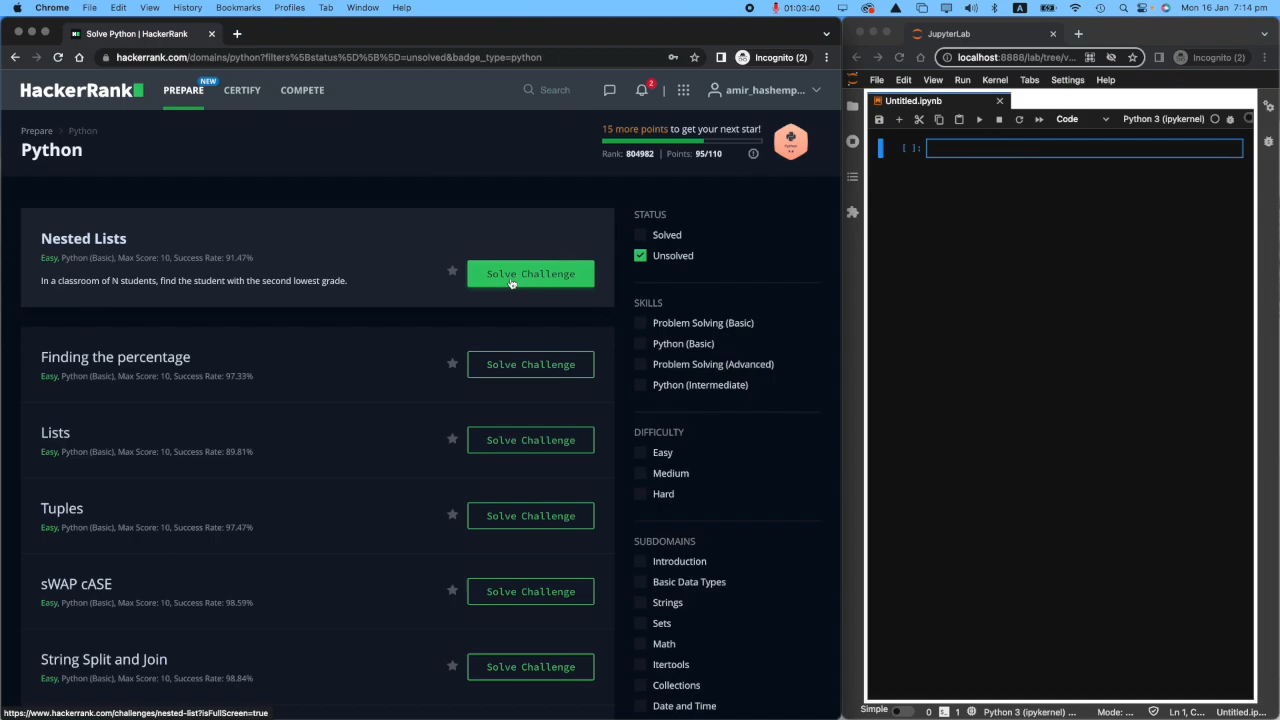 Chrome File Edit View History Bookmarks Profiles Tab Window Help 01:03:40 A Mon 16 Jan 7:14 pm
Solve Python | HackerRank
hackerrank.com/domains/python?filters%5Bstatus%5D%5B%5D=unsolved&badge_type=python
Incognito (2)
HackerRank
PREPARE
NEW
CERTIFY
COMPETE
Search
2
amir_hashemp...
Prepare > Python
Python
15 more points to get your next star!
Rank: 804982 | Points: 95/110
Python
Nested Lists
Easy, Python (Basic), Max Score: 10, Success Rate: 91.47%
In a classroom of N students, find the student with the second lowest grade.
Solve Challenge
Finding the percentage
Easy, Python (Basic), Max Score: 10, Success Rate: 97.33%
Solve Challenge
Lists
Easy, Python (Basic), Max Score: 10, Success Rate: 89.81%
Solve Challenge
Tuples
Easy, Python (Basic), Max Score: 10, Success Rate: 97.47%
Solve Challenge
sWAP cASE
Easy, Python (Basic), Max Score: 10, Success Rate: 98.59%
Solve Challenge
String Split and Join
Easy, Python (Basic), Max Score: 10, Success Rate: 98.84%
Solve Challenge
STATUS
Solved
Unsolved
SKILLS
Problem Solving (Basic)
Python (Basic)
Problem Solving (Advanced)
Python (Intermediate)
DIFFICULTY
Easy
Medium
Hard
SUBDOMAINS
Introduction
Basic Data Types
Strings
Sets
Math
Itertools
Collections
Date and Time
https://www.hackerrank.com/challenges/nested-list?isFullScreen=true
JupyterLab
localhost:8888/lab/tree/v...
Incognito (2)
File Edit View Run Kernel Tabs Settings Help
Untitled.ipynb
Code
Python 3 (ipykernel)
[ ]:
Simple 0 1 Python 3 (ipykernel) ... Mode: ... Ln 1, C... Untitled.ip...